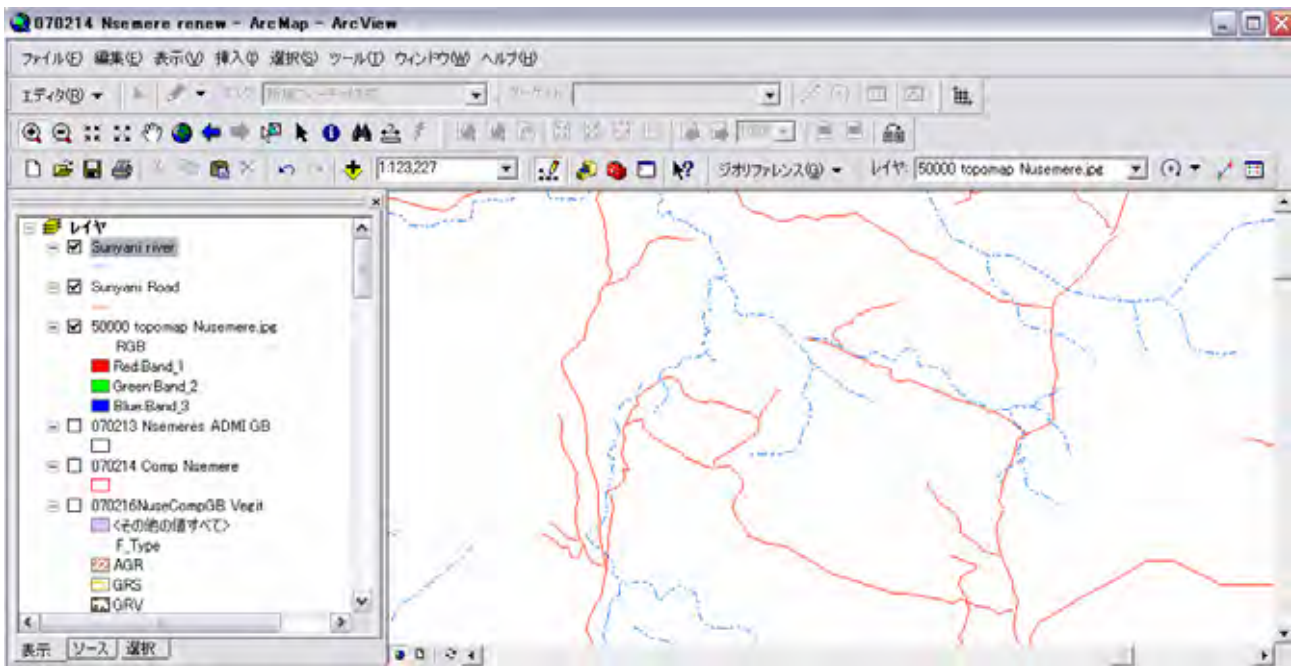 070214 Nsemere renew - ArcMap - ArcView
ファイル(F) 編集(E) 表示(V) 挿入(I) 選択(S) ツール(T) ウィンドウ(W) ヘルプ(H)
エディタ(R)
1:123,227 ジオリファレンス(G) レイヤ: 50000 topomap Nusemere.jpg
レイヤ
Sunyani river
Sunyani Road
50000 topomap Nusemere.jpg
RGB
Red:Band_1
Green:Band_2
Blue:Band_3
070213 Nsemeres ADMI GB
070214 Comp Nsemere
070216NuseCompGB Vegit
<その他の値すべて>
F_Type
AGR
GRS
GRV
表示 ソース 選択